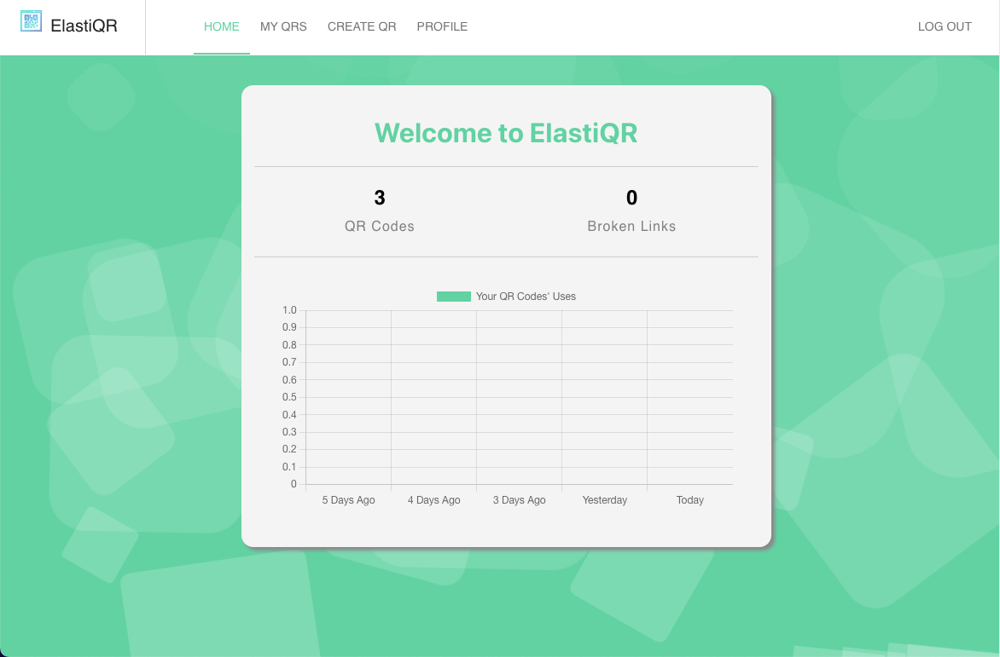 ElastiQR HOME MY QRS CREATE QR PROFILE LOG OUT
Welcome to ElastiQR
3 0
QR Codes Broken Links
Your QR Codes' Uses
1.0
0.9
0.8
0.7
0.6
0.5
0.4
0.3
0.2
0.1
0
5 Days Ago 4 Days Ago 3 Days Ago Yesterday Today